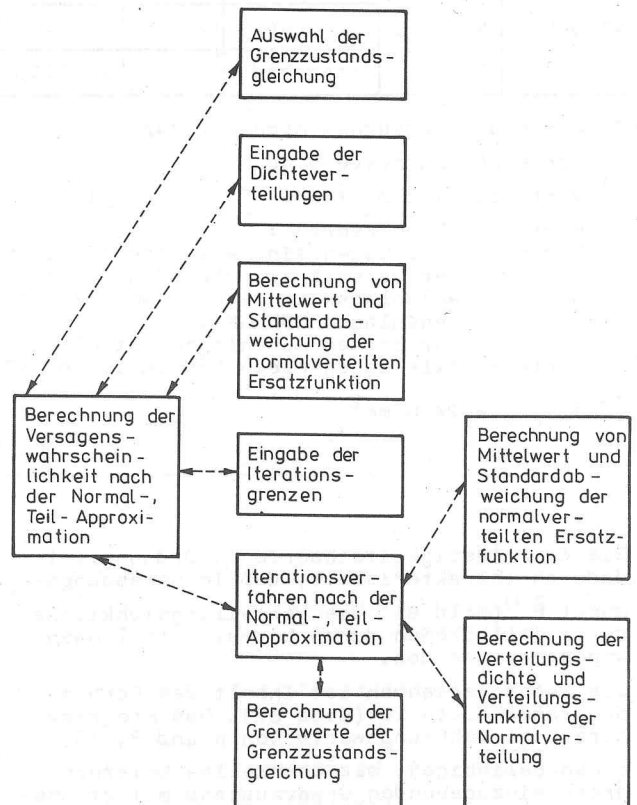 Auswahl der
Grenzzustands-
gleichung
Eingabe der
Dichtever-
teilungen
Berechnung von
Mittelwert und
Standardab-
weichung der
normalverteilten
Ersatzfunktion
Berechnung der
Versagens-
wahrschein-
lichkeit nach
der Normal-,
Teil-Approxi-
mation
Eingabe der
Iterations-
grenzen
Berechnung von
Mittelwert und
Standardab-
weichung der
normalver-
teilten Ersatz-
funktion
Iterationsver-
fahren nach der
Normal-, Teil-
Approximation
Berechnung der
Grenzwerte der
Grenzzustands-
gleichung
Berechnung der
Verteilungs-
dichte und
Verteilungs-
funktion der
Normalver-
teilung